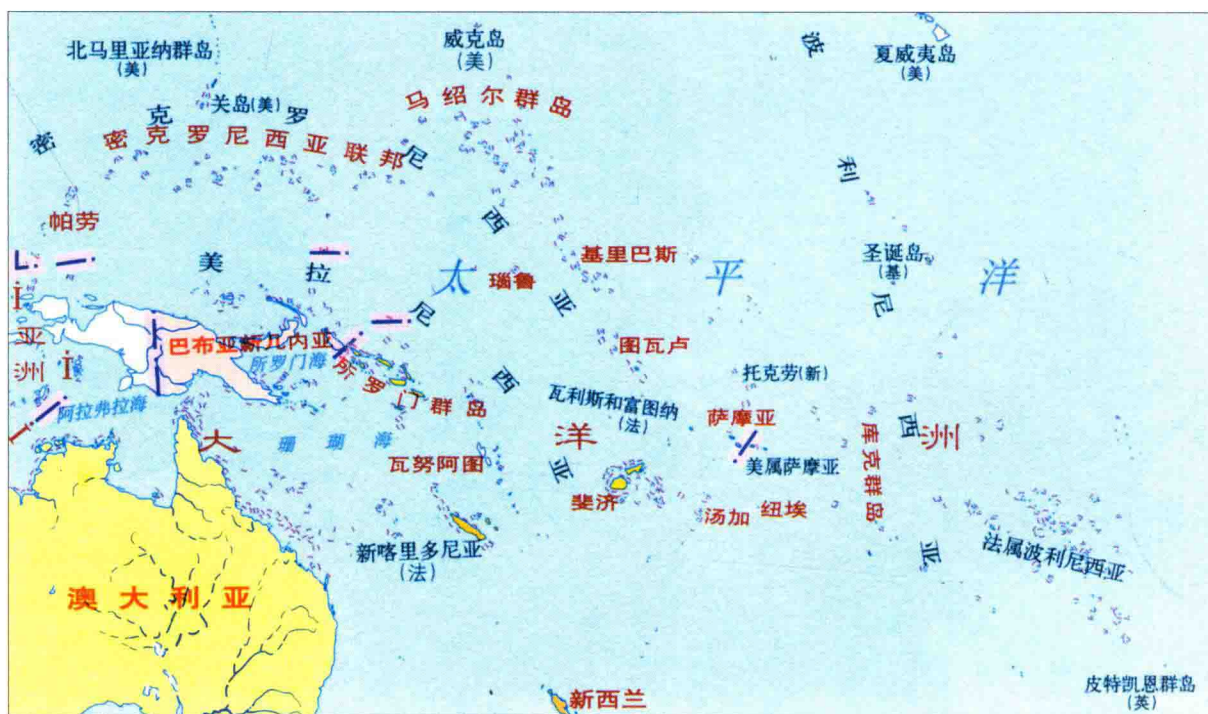 北马里亚纳群岛
(美)
威克岛
(美)
夏威夷岛
(美)
关岛(美)
马绍尔群岛
密克罗尼西亚
密克罗尼西亚联邦
波利尼西亚
帕劳
美拉尼西亚
瑙鲁
基里巴斯
圣诞岛
(基)
太平洋
亚洲
巴布亚新几内亚
所罗门海
所罗门群岛
图瓦卢
托克劳(新)
瓦利斯和富图纳
(法)
萨摩亚
美属萨摩亚
阿拉弗拉海
珊瑚海
大洋洲
瓦努阿图
斐济
汤加
纽埃
库克群岛
新喀里多尼亚
(法)
法属波利尼西亚
澳大利亚
新西兰
皮特凯恩群岛
(英)